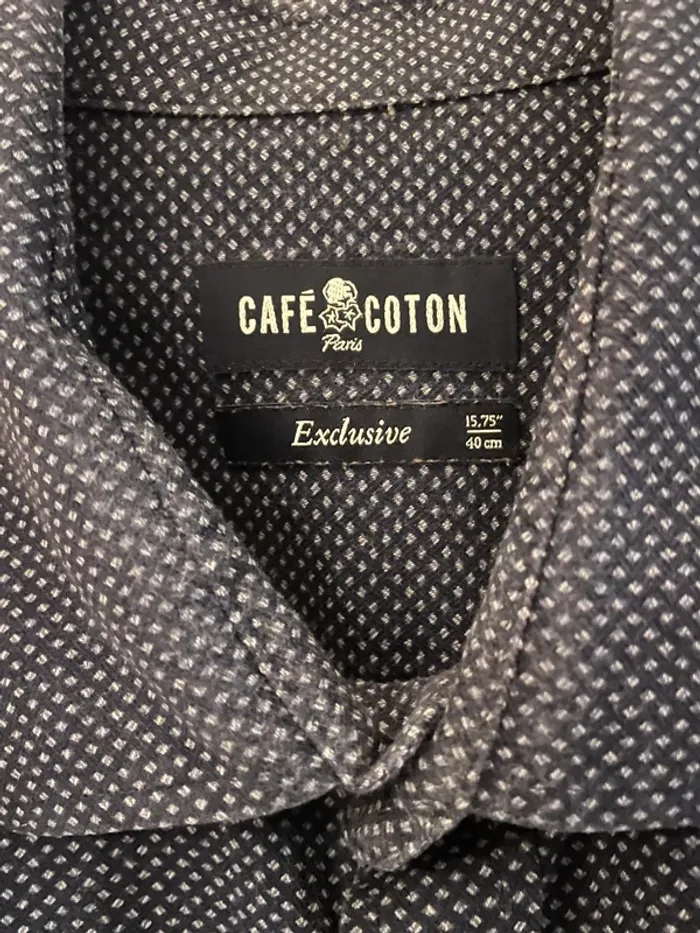 CAFÉ COTON
Paris
Exclusive
15,75"
40 cm